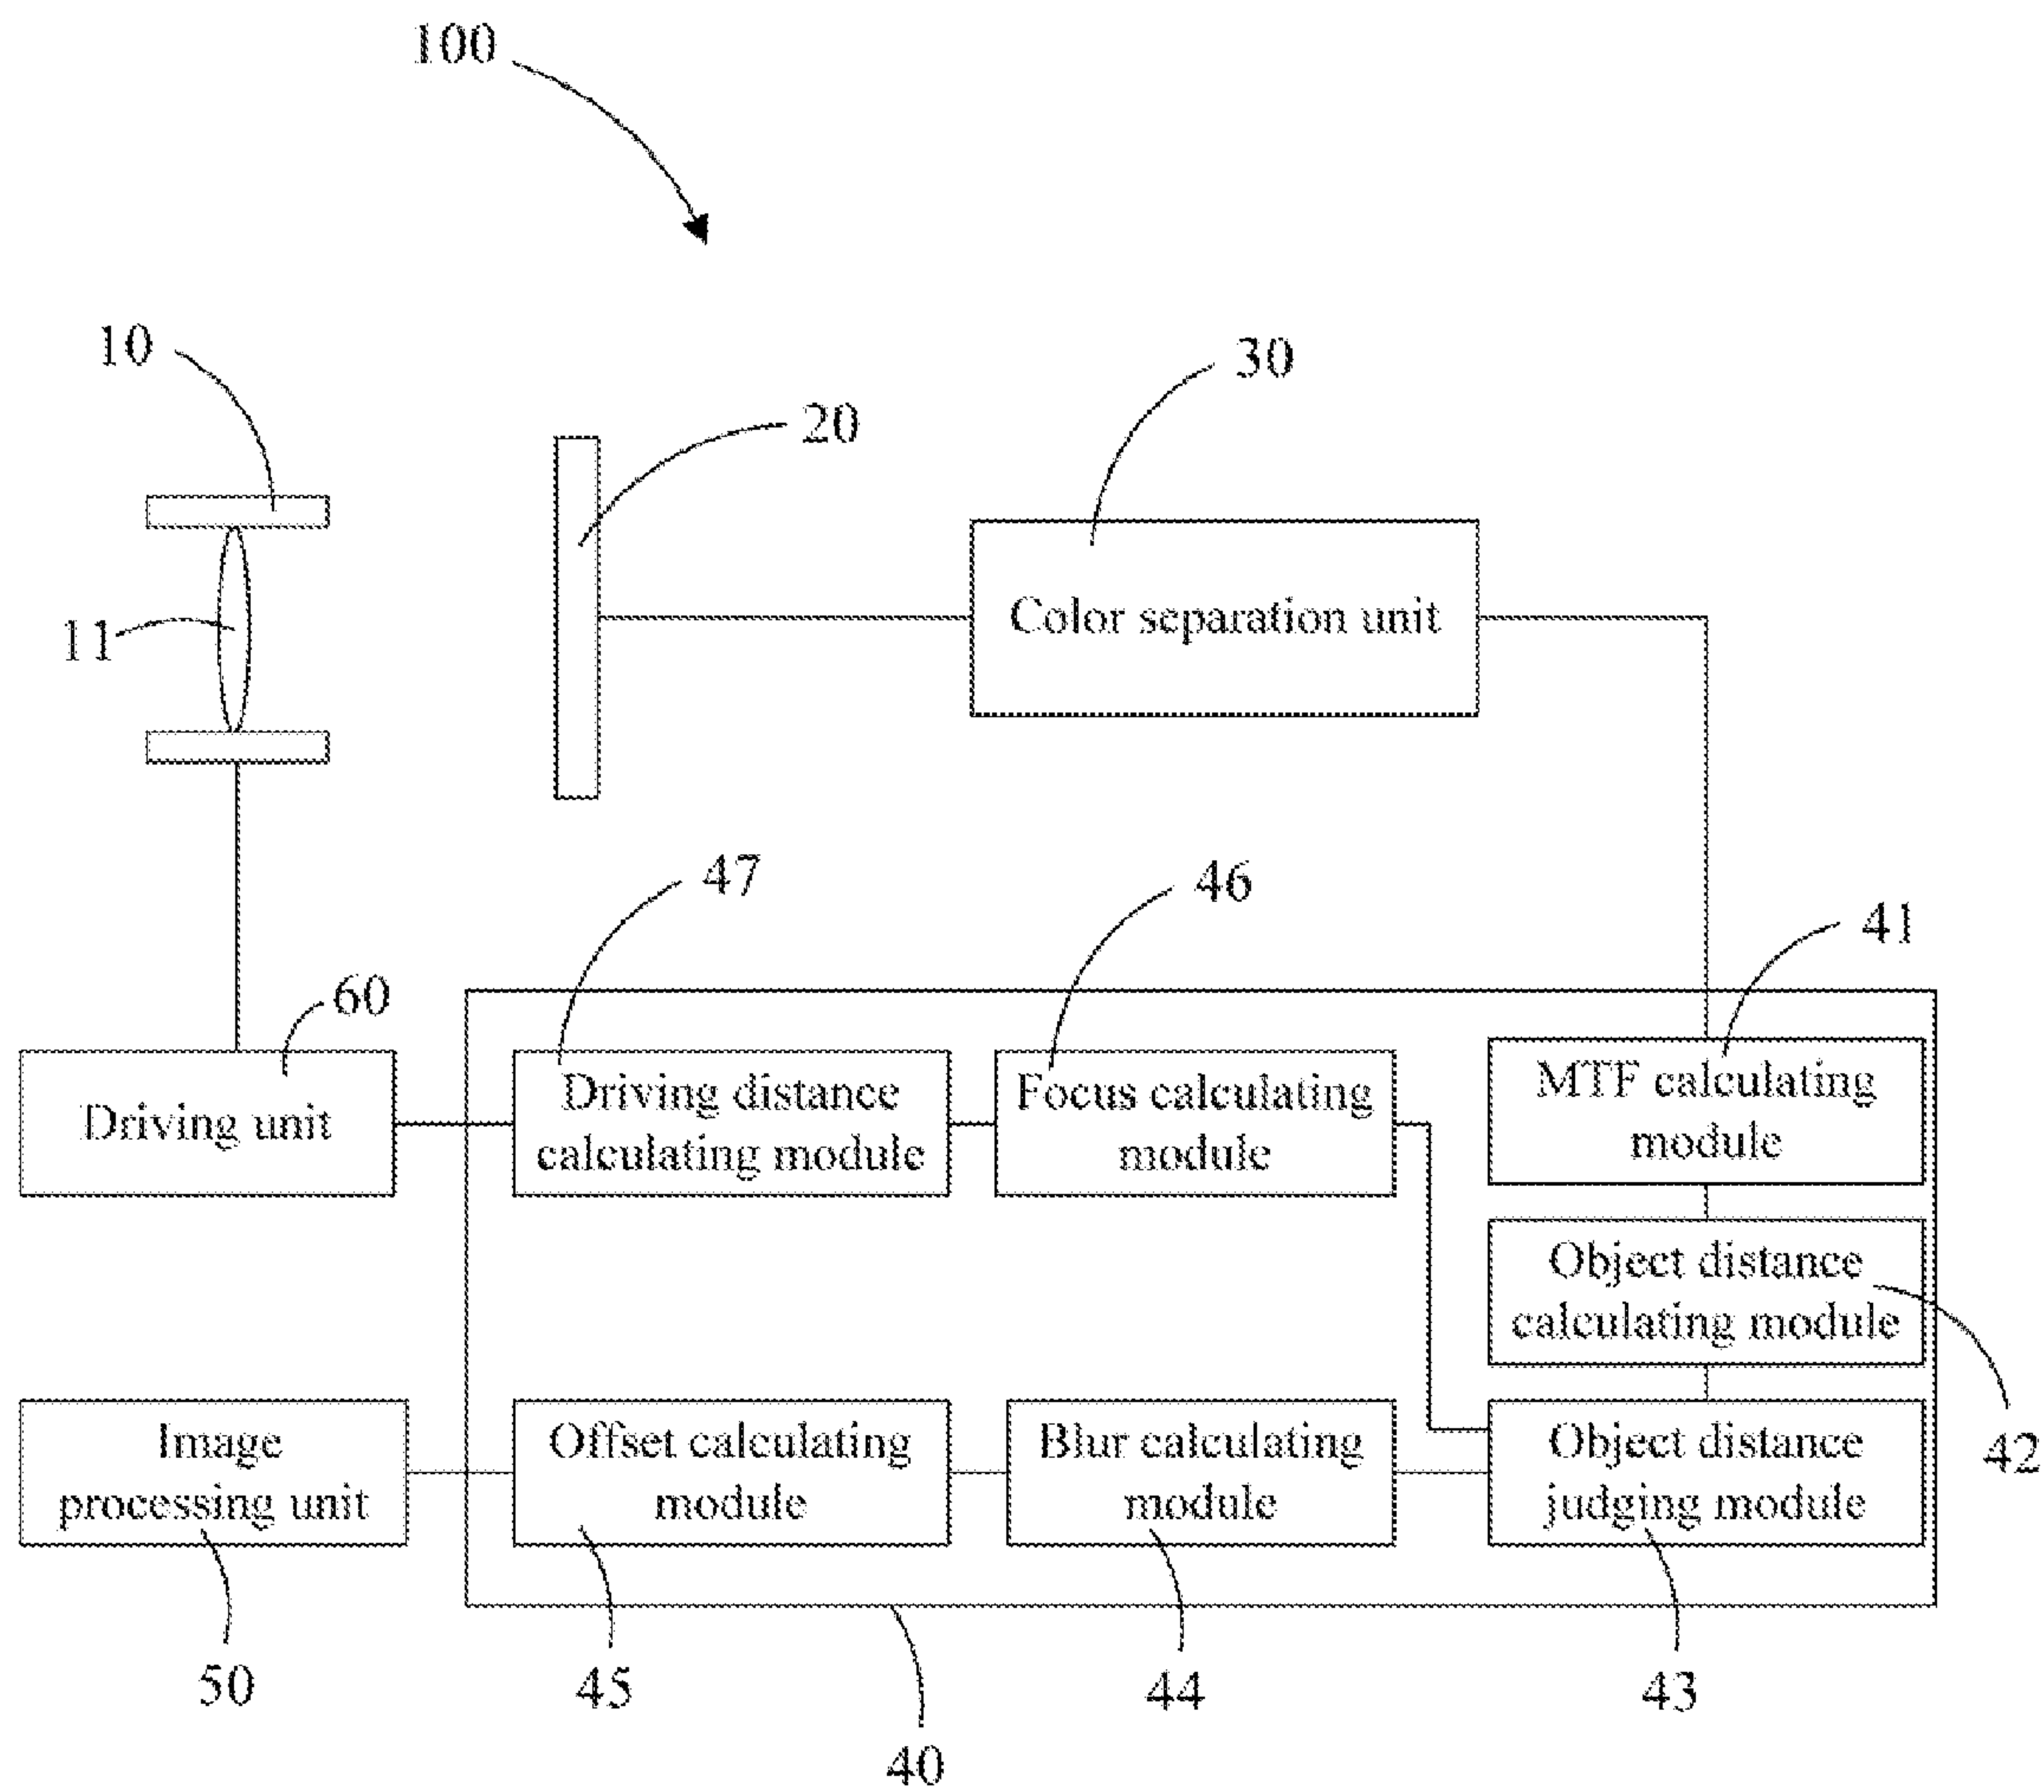 100
10
30
20
Color separation unit
11
47
46
41
60
Driving unit
Driving distance
calculating module
Focus calculating
module
MTF calculating
module
Object distance
calculating module
42
Image
processing unit
Offset calculating
module
Blur calculating
module
Object distance
judging module
50
45
44
43
40